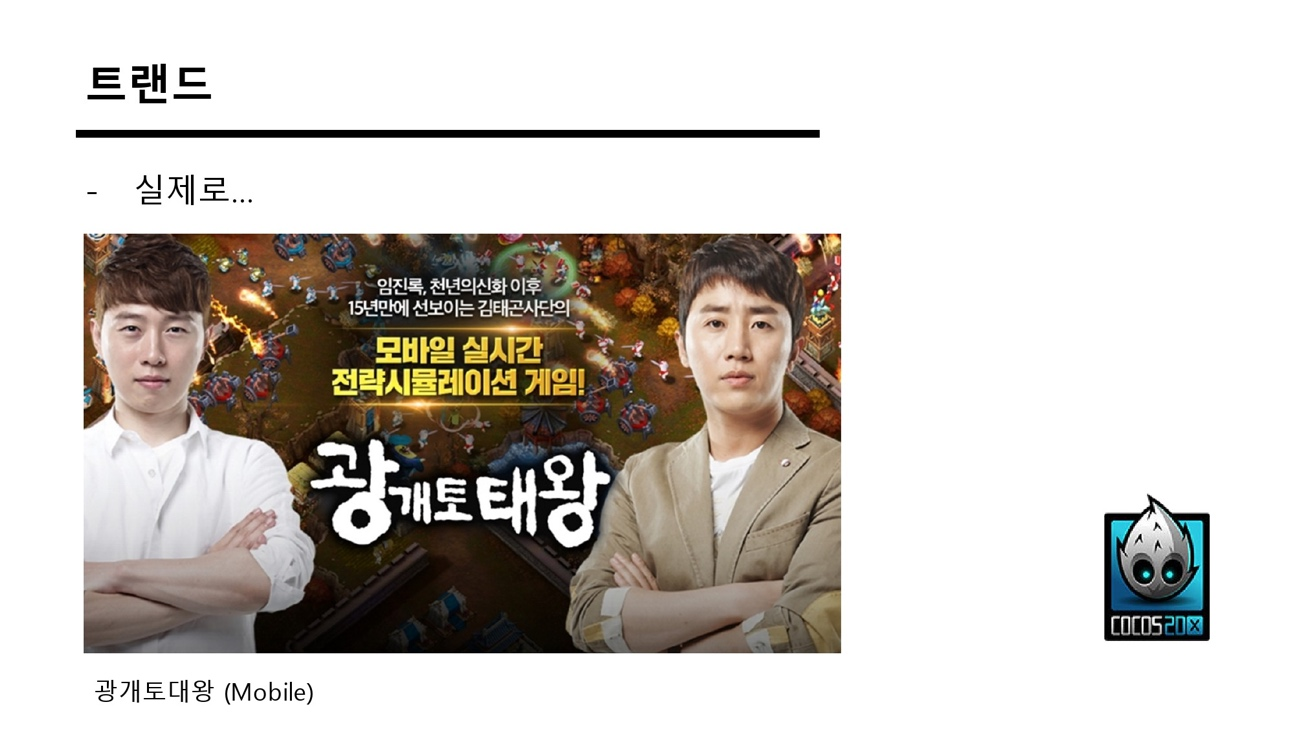 트랜드
- 실제로...
임진록, 천년의신화 이후
15년만에 선보이는 김태곤사단의
모바일 실시간
전략시뮬레이션 게임!
광개토태왕
광개토대왕 (Mobile)
COCOS2DX